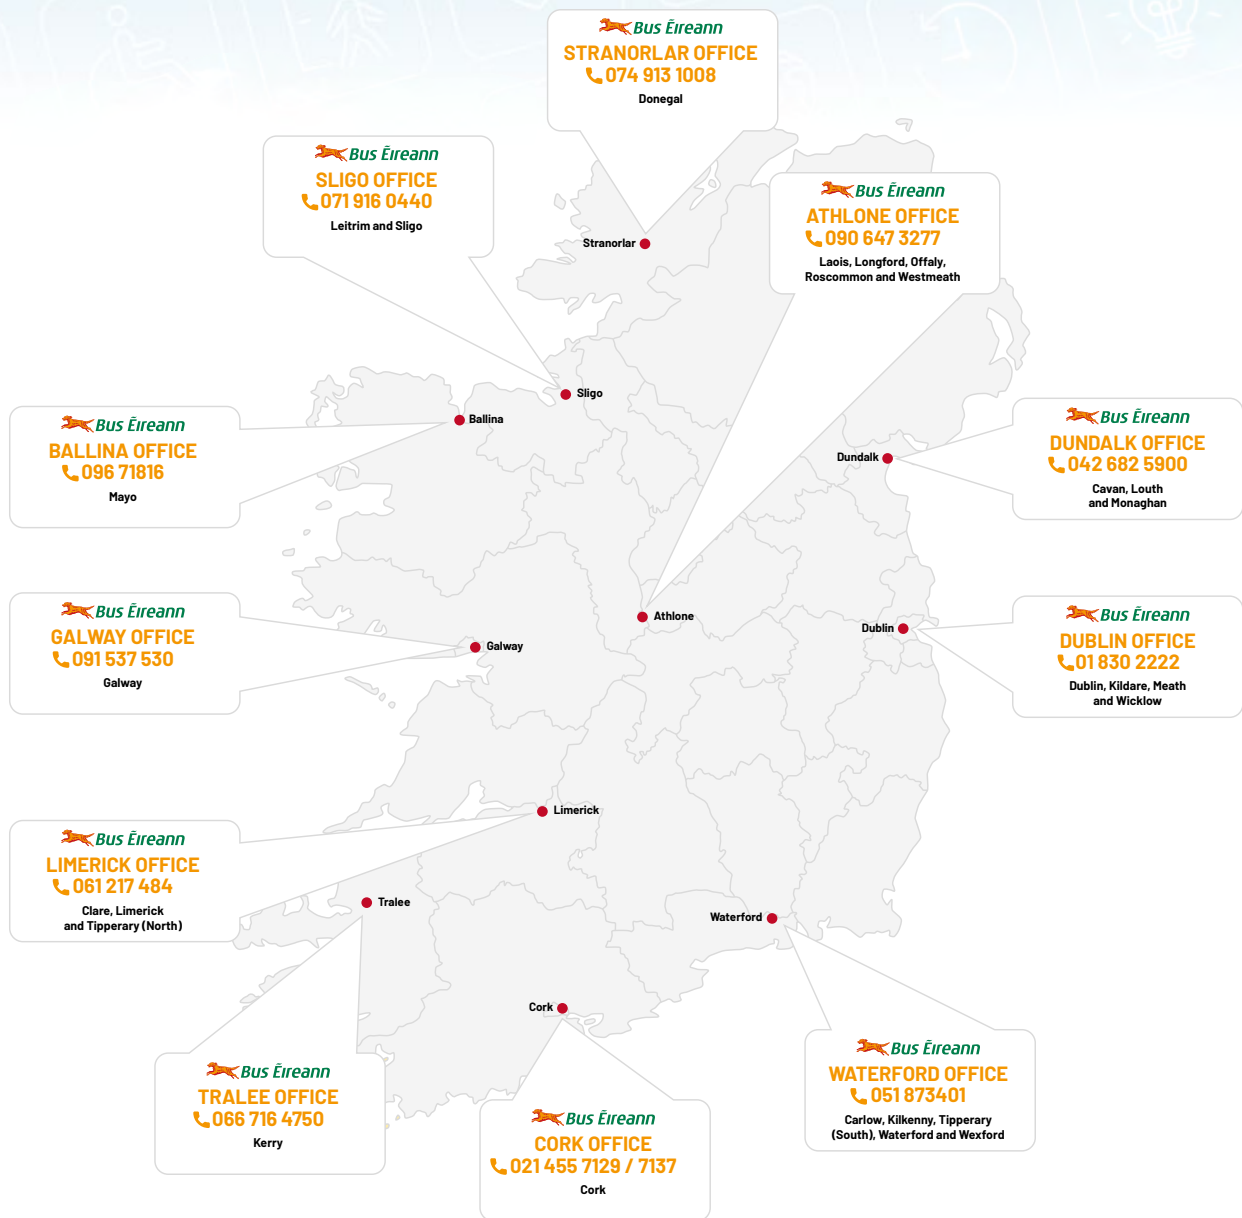 Bus Éireann
STRANORLAR OFFICE
074 913 1008
Donegal
Bus Éireann
SLIGO OFFICE
071 916 0440
Leitrim and Sligo
Bus Éireann
ATHLONE OFFICE
090 647 3277
Laois, Longford, Offaly,
Roscommon and Westmeath
Stranorlar
Sligo
Ballina
Bus Éireann
BALLINA OFFICE
096 71816
Mayo
Dundalk
Bus Éireann
DUNDALK OFFICE
042 682 5900
Cavan, Louth
and Monaghan
Bus Éireann
GALWAY OFFICE
091 537 530
Galway
Galway
Athlone
Dublin
Bus Éireann
DUBLIN OFFICE
01 830 2222
Dublin, Kildare, Meath
and Wicklow
Limerick
Bus Éireann
LIMERICK OFFICE
061 217 484
Clare, Limerick
and Tipperary (North)
Tralee
Waterford
Cork
Bus Éireann
TRALEE OFFICE
066 716 4750
Kerry
Bus Éireann
CORK OFFICE
021 455 7129 / 7137
Cork
Bus Éireann
WATERFORD OFFICE
051 873401
Carlow, Kilkenny, Tipperary
(South), Waterford and Wexford